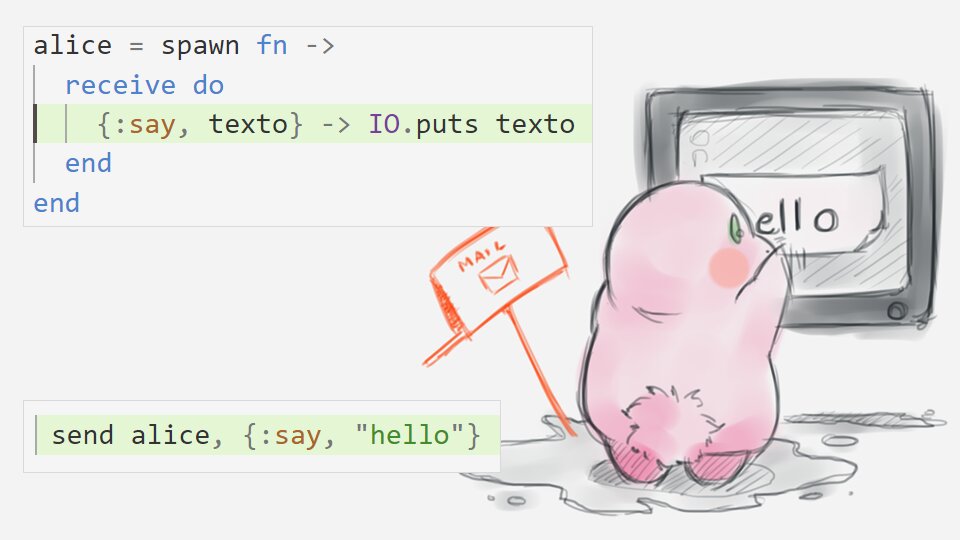 alice = spawn fn ->
receive do
{:say, texto} -> IO.puts texto
end
end
MAIL
ello
send alice, {:say, "hello"}